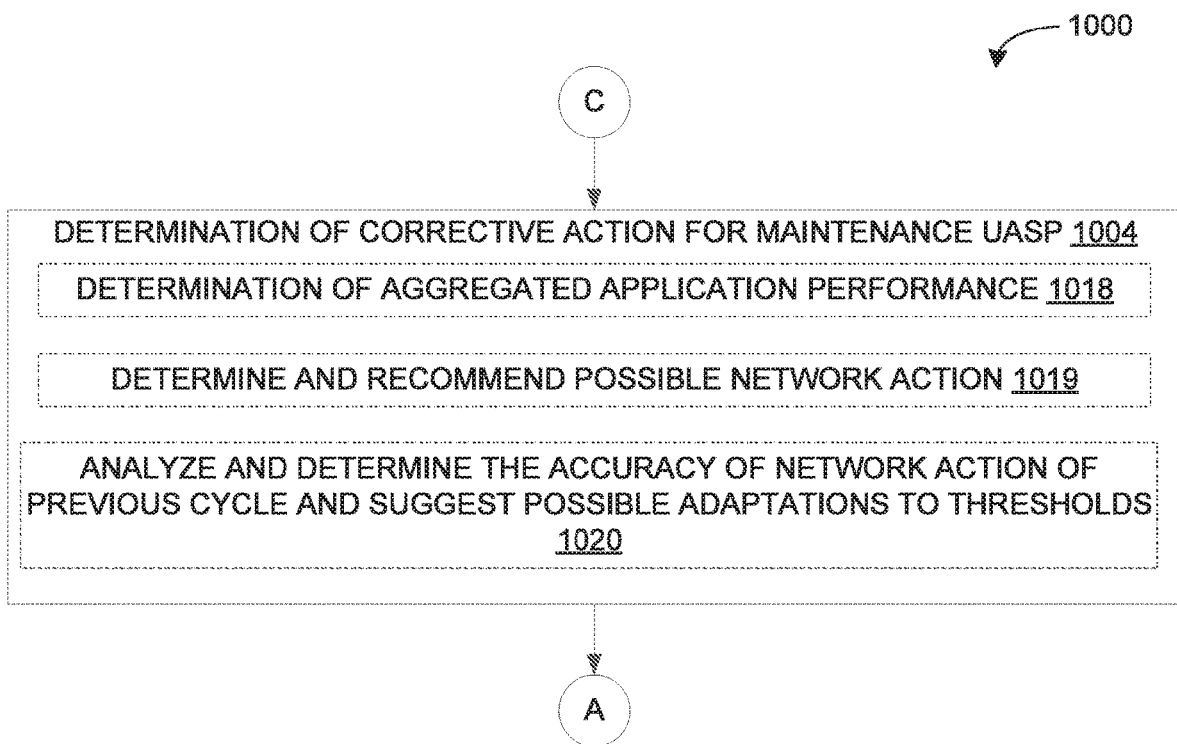 1000
C
DETERMINATION OF CORRECTIVE ACTION FOR MAINTENANCE UASP 1004
DETERMINATION OF AGGREGATED APPLICATION PERFORMANCE 1018
DETERMINE AND RECOMMEND POSSIBLE NETWORK ACTION 1019
ANALYZE AND DETERMINE THE ACCURACY OF NETWORK ACTION OF
PREVIOUS CYCLE AND SUGGEST POSSIBLE ADAPTATIONS TO THRESHOLDS
1020
A